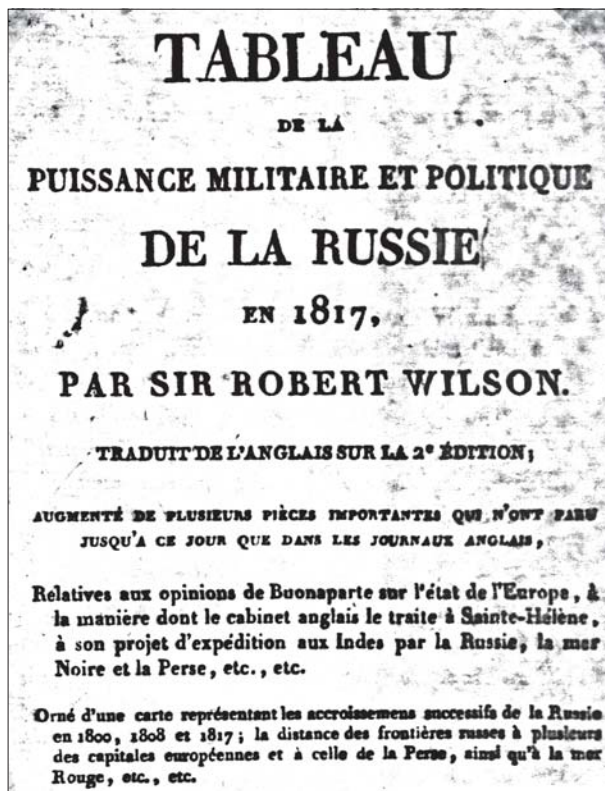 TABLEAU
DE LA
PUISSANCE MILITAIRE ET POLITIQUE
DE LA RUSSIE
EN 1817,
PAR SIR ROBERT WILSON.
TRADUIT DE L'ANGLAIS SUR LA 2e ÉDITION;
AUGMENTÉ DE PLUSIEURS PIÈCES IMPORTANTES QUI N'ONT PARU
JUSQU'A CE JOUR QUE DANS LES JOURNAUX ANGLAIS,
Relatives aux opinions de Buonaparte sur l'état de l'Europe, à
la manière dont le cabinet anglais le traite à Sainte-Hélène,
à son projet d'expédition aux Indes par la Russie, la mer
Noire et la Perse, etc., etc.
Orné d'une carte représentant les accroissemens successifs de la Russie
en 1800, 1808 et 1817; la distance des frontières russes à plusieurs
des capitales européennes et à celle de la Perse, ainsi qu'à la mer
Rouge, etc., etc.